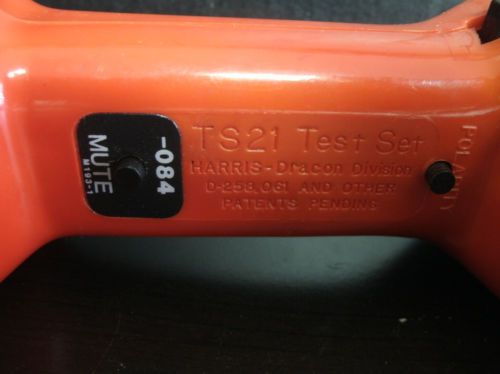 TS21 Test Set
HARRIS-Dracon Division
D-258,061 AND OTHER
PATENTS PENDING
POLARITY
-084
MUTE
M193-1